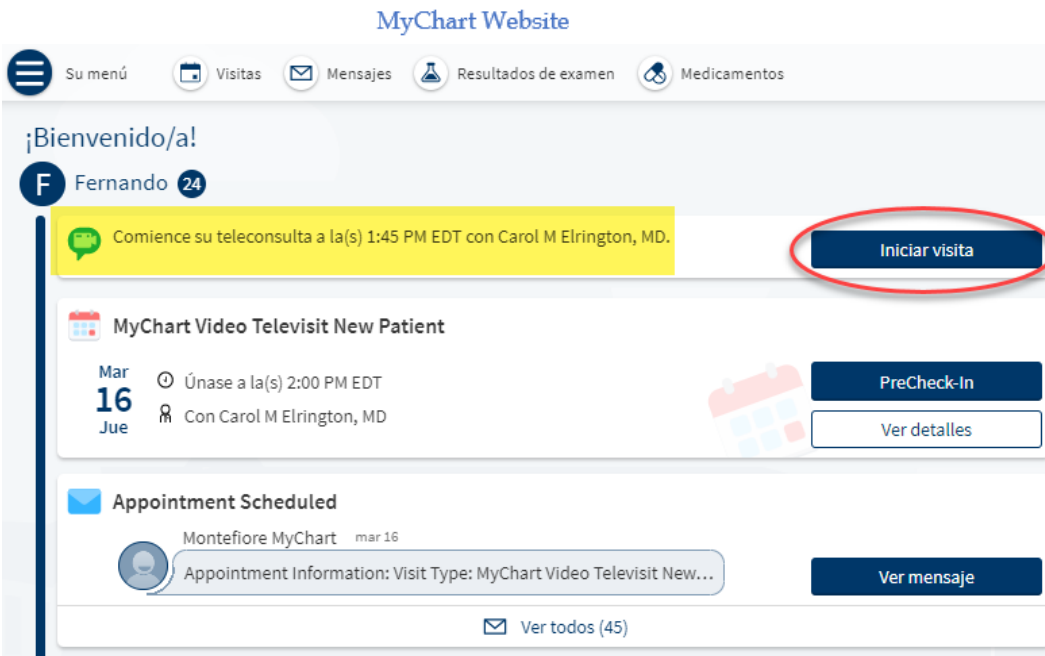 MyChart Website
Su menú Visitas Mensajes Resultados de examen Medicamentos
¡Bienvenido/a!
F Fernando 24
Comience su teleconsulta a la(s) 1:45 PM EDT con Carol M Elrington, MD.
Iniciar visita
MyChart Video Televisit New Patient
Mar
16
Jue
Únase a la(s) 2:00 PM EDT
Con Carol M Elrington, MD
PreCheck-In
Ver detalles
Appointment Scheduled
Montefiore MyChart mar 16
Appointment Information: Visit Type: MyChart Video Televisit New...
Ver mensaje
Ver todos (45)